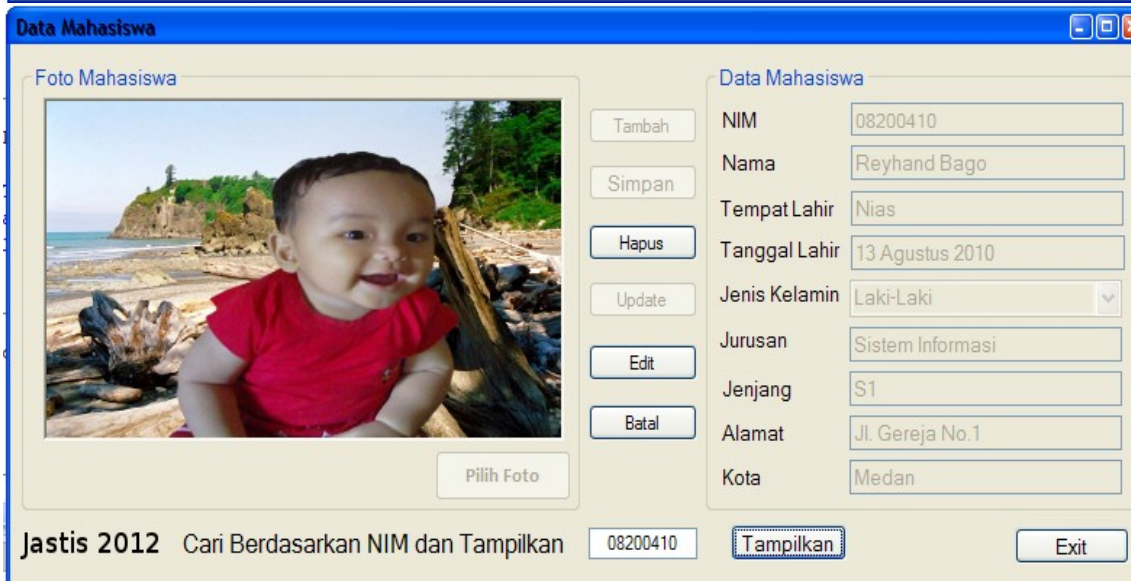 Data Mahasiswa
Foto Mahasiswa
Tambah
Simpan
Hapus
Update
Edit
Batal
Pilih Foto
Data Mahasiswa
NIM 08200410
Nama Reyhand Bago
Tempat Lahir Nias
Tanggal Lahir 13 Agustus 2010
Jenis Kelamin Laki-Laki
Jurusan Sistem Informasi
Jenjang S1
Alamat Jl. Gereja No.1
Kota Medan
Jastis 2012 Cari Berdasarkan NIM dan Tampilkan 08200410 Tampilkan Exit